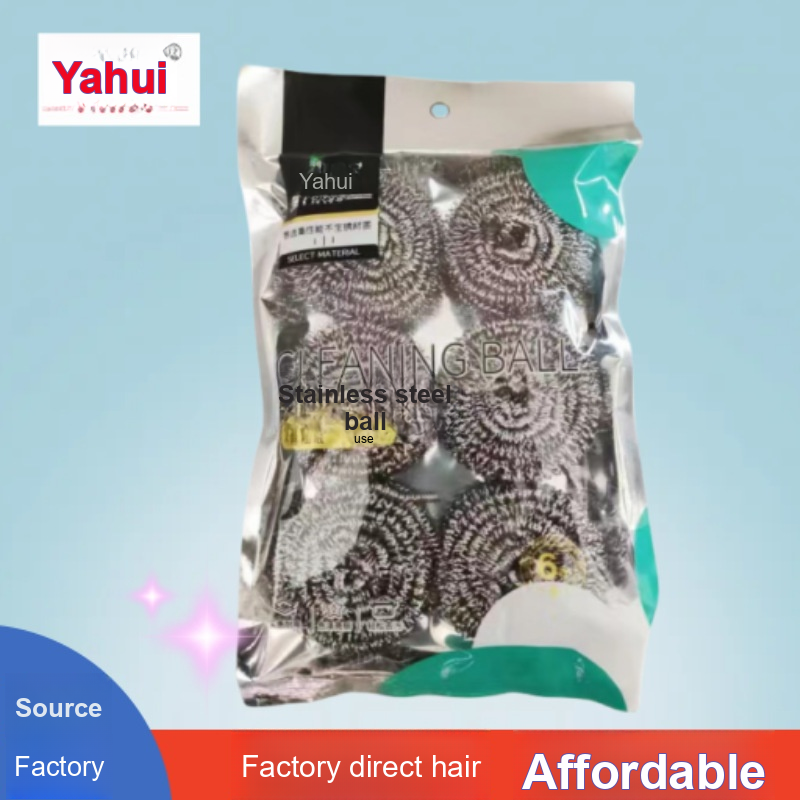 Yahui
Yahui
SELECT MATERIAL
CLEANING BALL
Stainless steel
ball
use
6
Source
Factory
Factory direct hair
Affordable